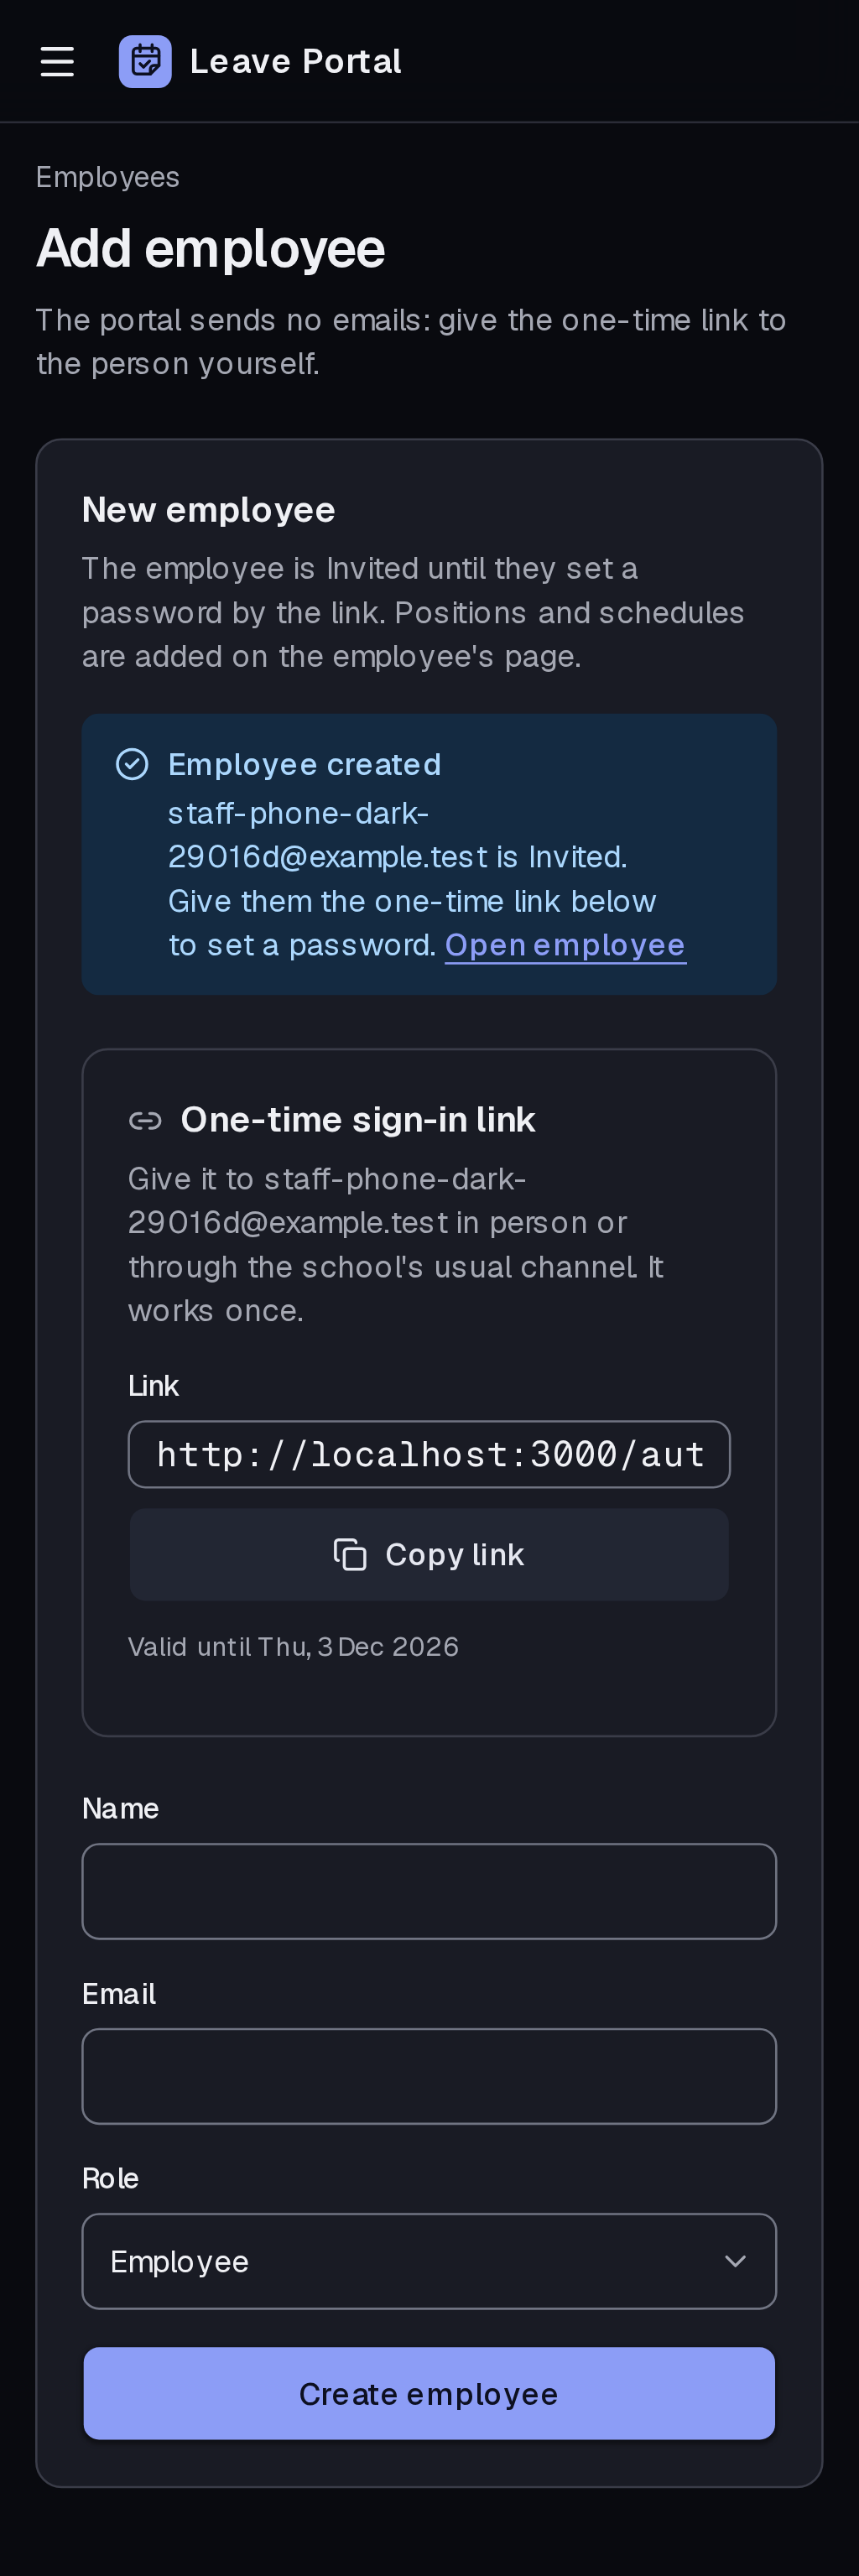 Leave Portal
Employees
Add employee
The portal sends no emails: give the one-time link to
the person yourself.
New employee
The employee is Invited until they set a
password by the link. Positions and schedules
are added on the employee's page.
Employee created
staff-phone-dark-
29016d@example.test is Invited.
Give them the one-time link below
to set a password. Open employee
One-time sign-in link
Give it to staff-phone-dark-
29016d@example.test in person or
through the school's usual channel. It
works once.
Link
http://localhost:3000/aut
Copy link
Valid until Thu, 3 Dec 2026
Name
Email
Role
Employee
Create employee